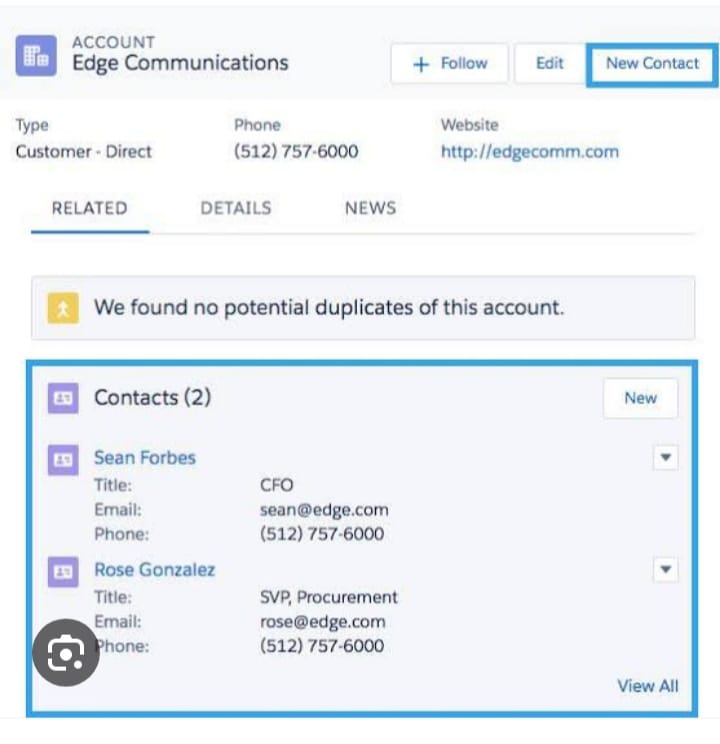 ACCOUNT
Edge Communications
+ Follow Edit New Contact
Type Phone Website
Customer - Direct (512) 757-6000 http://edgecomm.com
RELATED DETAILS NEWS
We found no potential duplicates of this account.
Contacts (2) New
Sean Forbes
Title: CFO
Email: sean@edge.com
Phone: (512) 757-6000
Rose Gonzalez
Title: SVP, Procurement
Email: rose@edge.com
Phone: (512) 757-6000
View All